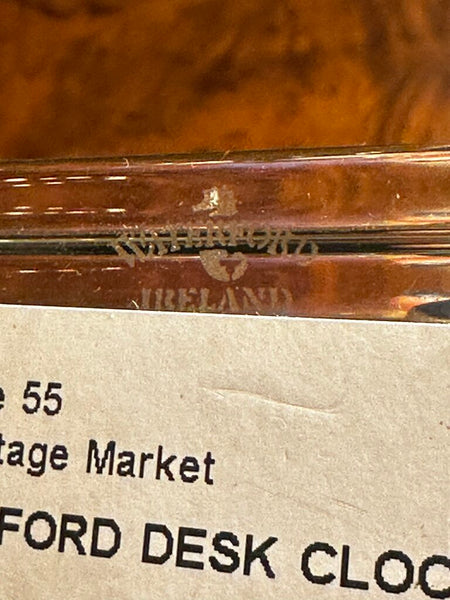 WATERFORD
IRELAND
e 55
tage Market
FORD DESK CLOC